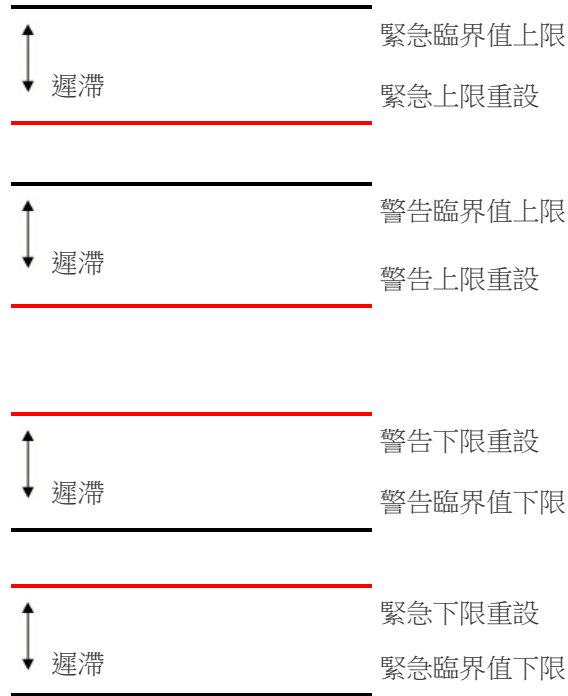 緊急臨界值上限
遲滯
緊急上限重設
警告臨界值上限
遲滯
警告上限重設
警告下限重設
遲滯
警告臨界值下限
緊急下限重設
遲滯
緊急臨界值下限